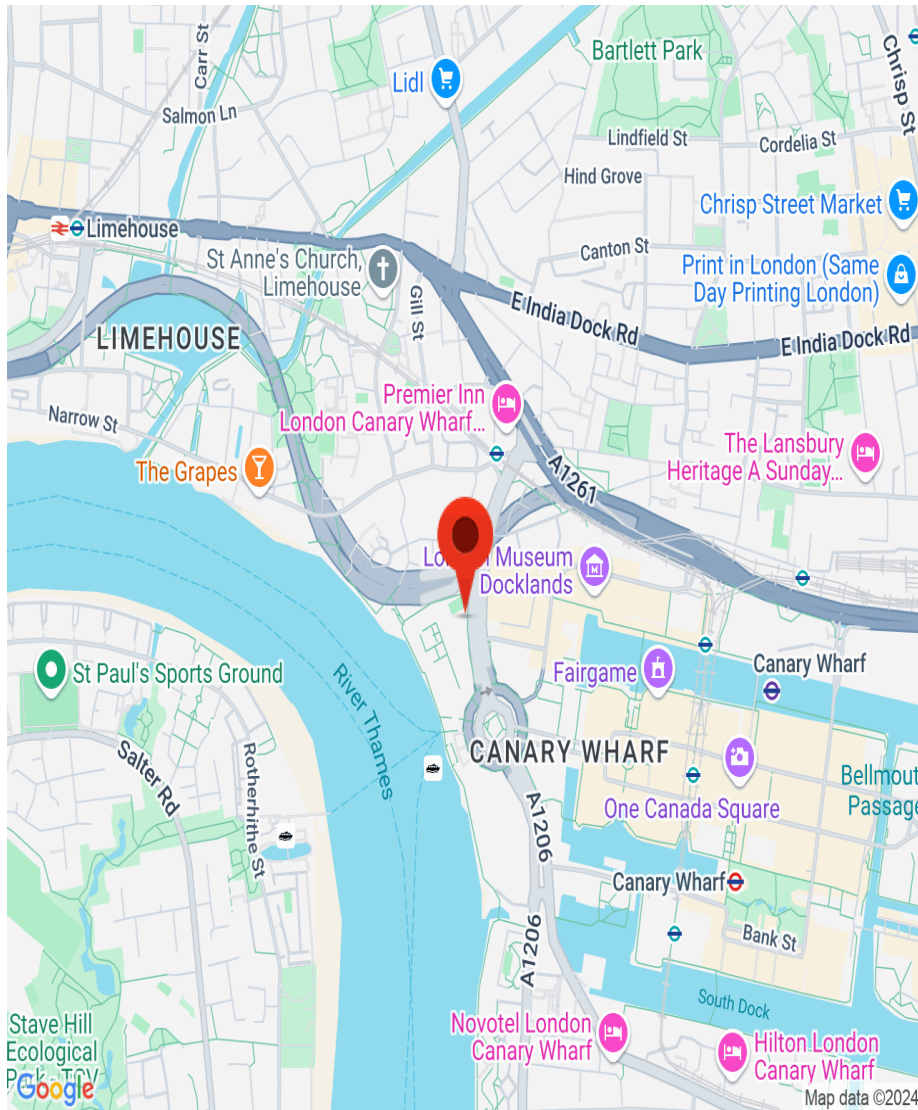 Carr St
Bartlett Park
Chrisp St
Lidl
Salmon Ln
Lindfield St
Cordelia St
Hind Grove
Chrisp Street Market
Limehouse
Canton St
St Anne's Church,
Limehouse
Print in London (Same
Day Printing London)
Gill St
E India Dock Rd
E India Dock Rd
LIMEHOUSE
Premier Inn
London Canary Wharf...
Narrow St
The Lansbury
Heritage A Sunday...
The Grapes
A1261
Museum
Docklands
St Paul's Sports Ground
River Thames
Fairgame
Canary Wharf
CANARY WHARF
Salter Rd
Rotherhithe St
One Canada Square
Bellmout
Passage
A1206
Canary Wharf
A1206
Bank St
South Dock
Stave Hill
Ecological
Novotel London
Canary Wharf
Hilton London
Canary Wharf
Google
Map data ©2024